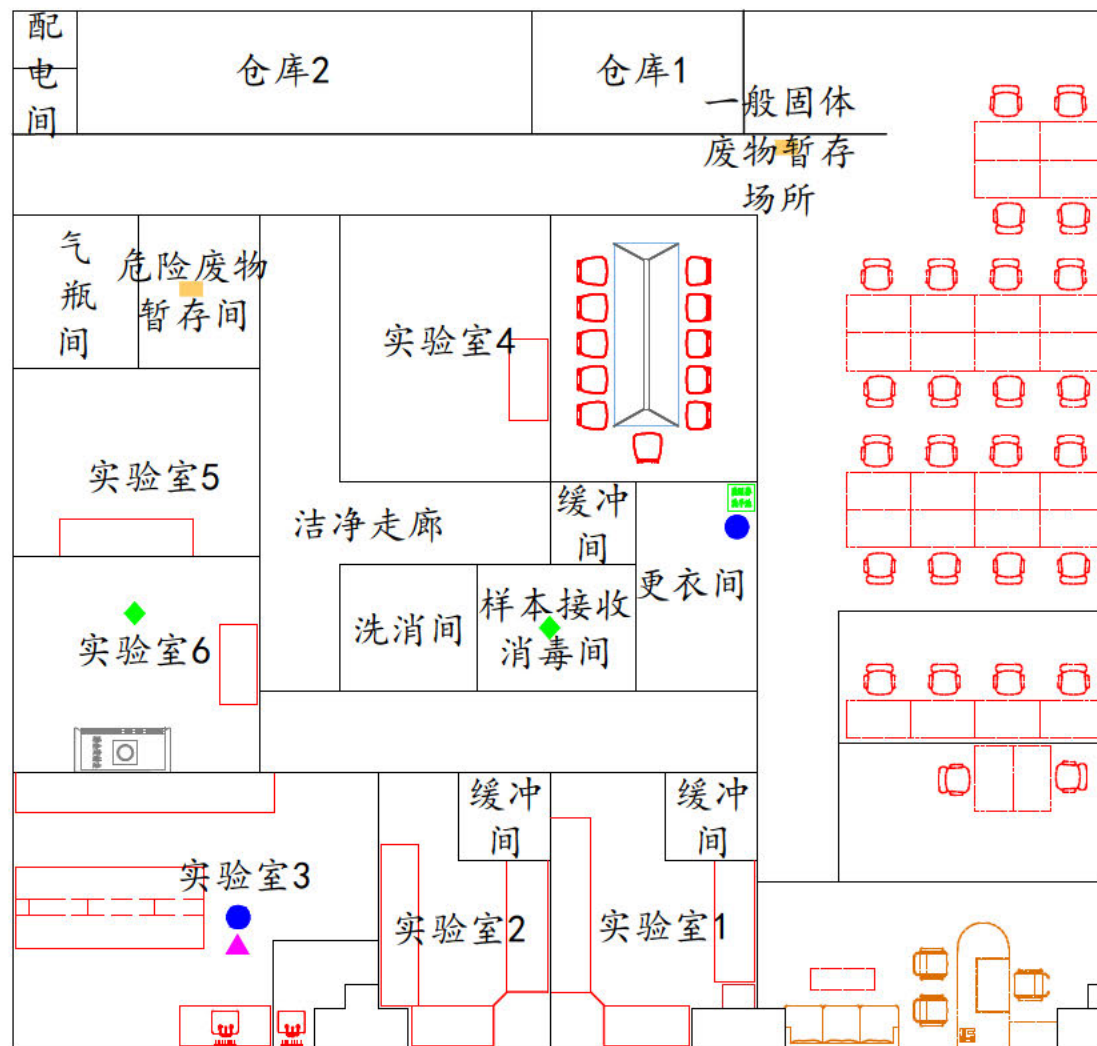 配
电
间
仓库2
仓库1
一般固体
废物暂存
场所
气
瓶
间
危险废物
暂存间
实验室4
实验室5
洁净走廊
缓冲
间
更衣间
洗消间
样本接收
消毒间
实验室6
缓冲
间
缓冲
间
实验室3
实验室2
实验室1